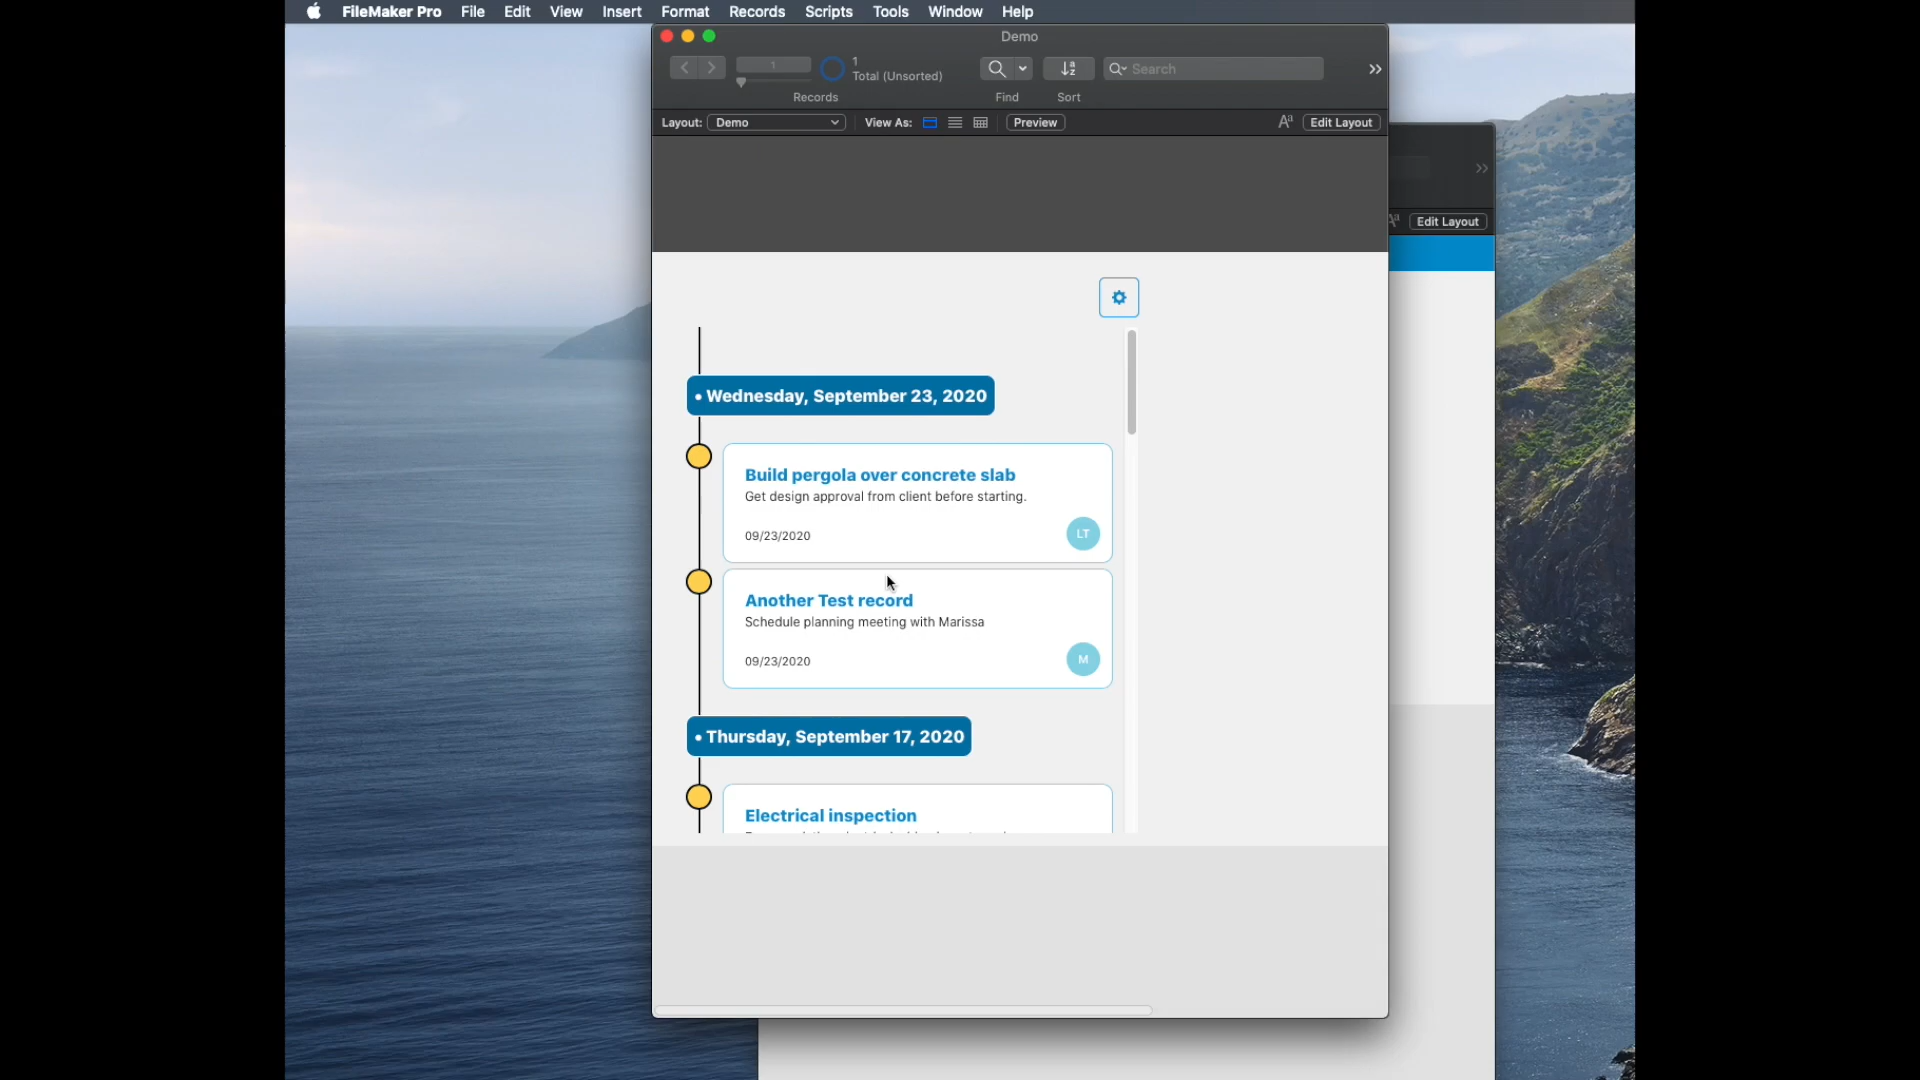 FileMaker Pro File Edit View Insert Format Records Scripts Tools Window Help
Demo
1
1
Total (Unsorted)
Search
Records
Find
Sort
Layout: Demo
View As:
Preview
Edit Layout
Edit Layout
• Wednesday, September 23, 2020
Build pergola over concrete slab
Get design approval from client before starting.
09/23/2020
LT
Another Test record
Schedule planning meeting with Marissa
09/23/2020
M
• Thursday, September 17, 2020
Electrical inspection